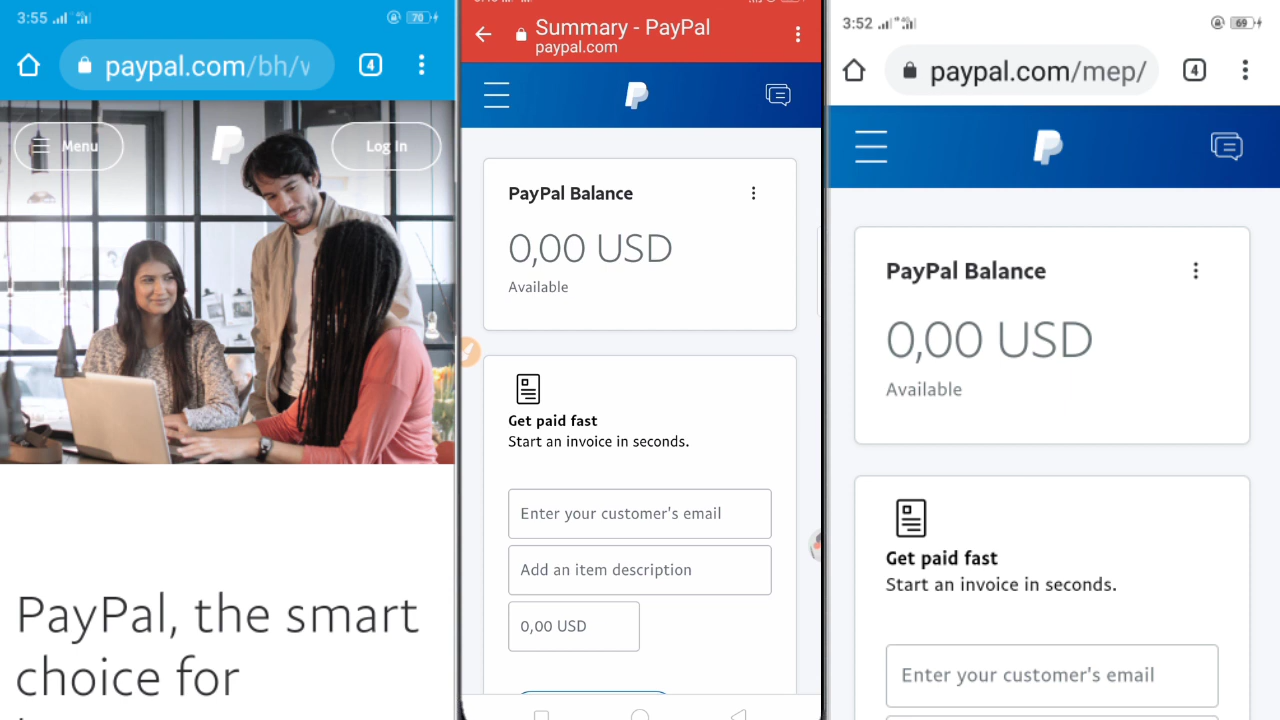 3:55
70
paypal.com/bh/v
4
Menu
Log In
PayPal, the smart
choice for
Summary - PayPal
paypal.com
PayPal Balance
0,00 USD
Available
Get paid fast
Start an invoice in seconds.
Enter your customer's email
Add an item description
0,00 USD
3:52
69
paypal.com/mep/
4
PayPal Balance
0,00 USD
Available
Get paid fast
Start an invoice in seconds.
Enter your customer's email